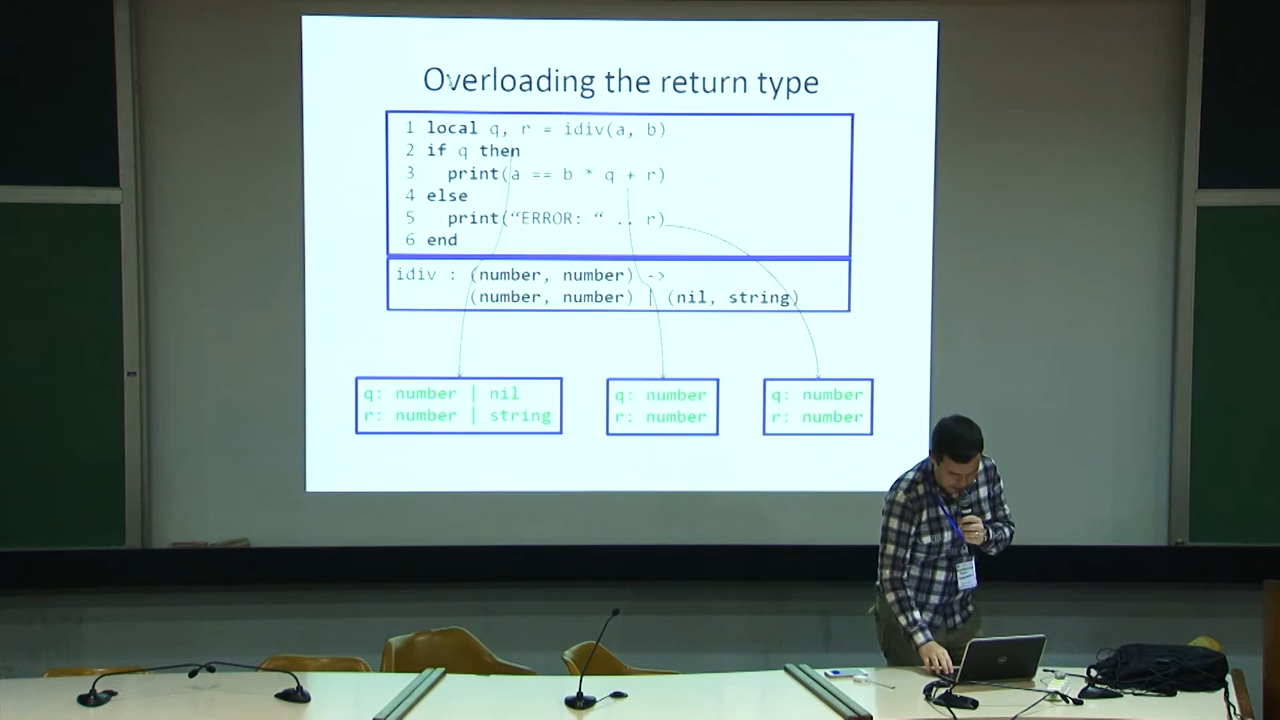 Overloading the return type
1 local q, r = idiv(a, b)
2 if q then
3 print(a == b * q + r)
4 else
5 print(“ERROR: “ .. r)
6 end
idiv : (number, number) ->
(number, number) | (nil, string)
q: number | nil
r: number | string
q: number
r: number
q: number
r: number